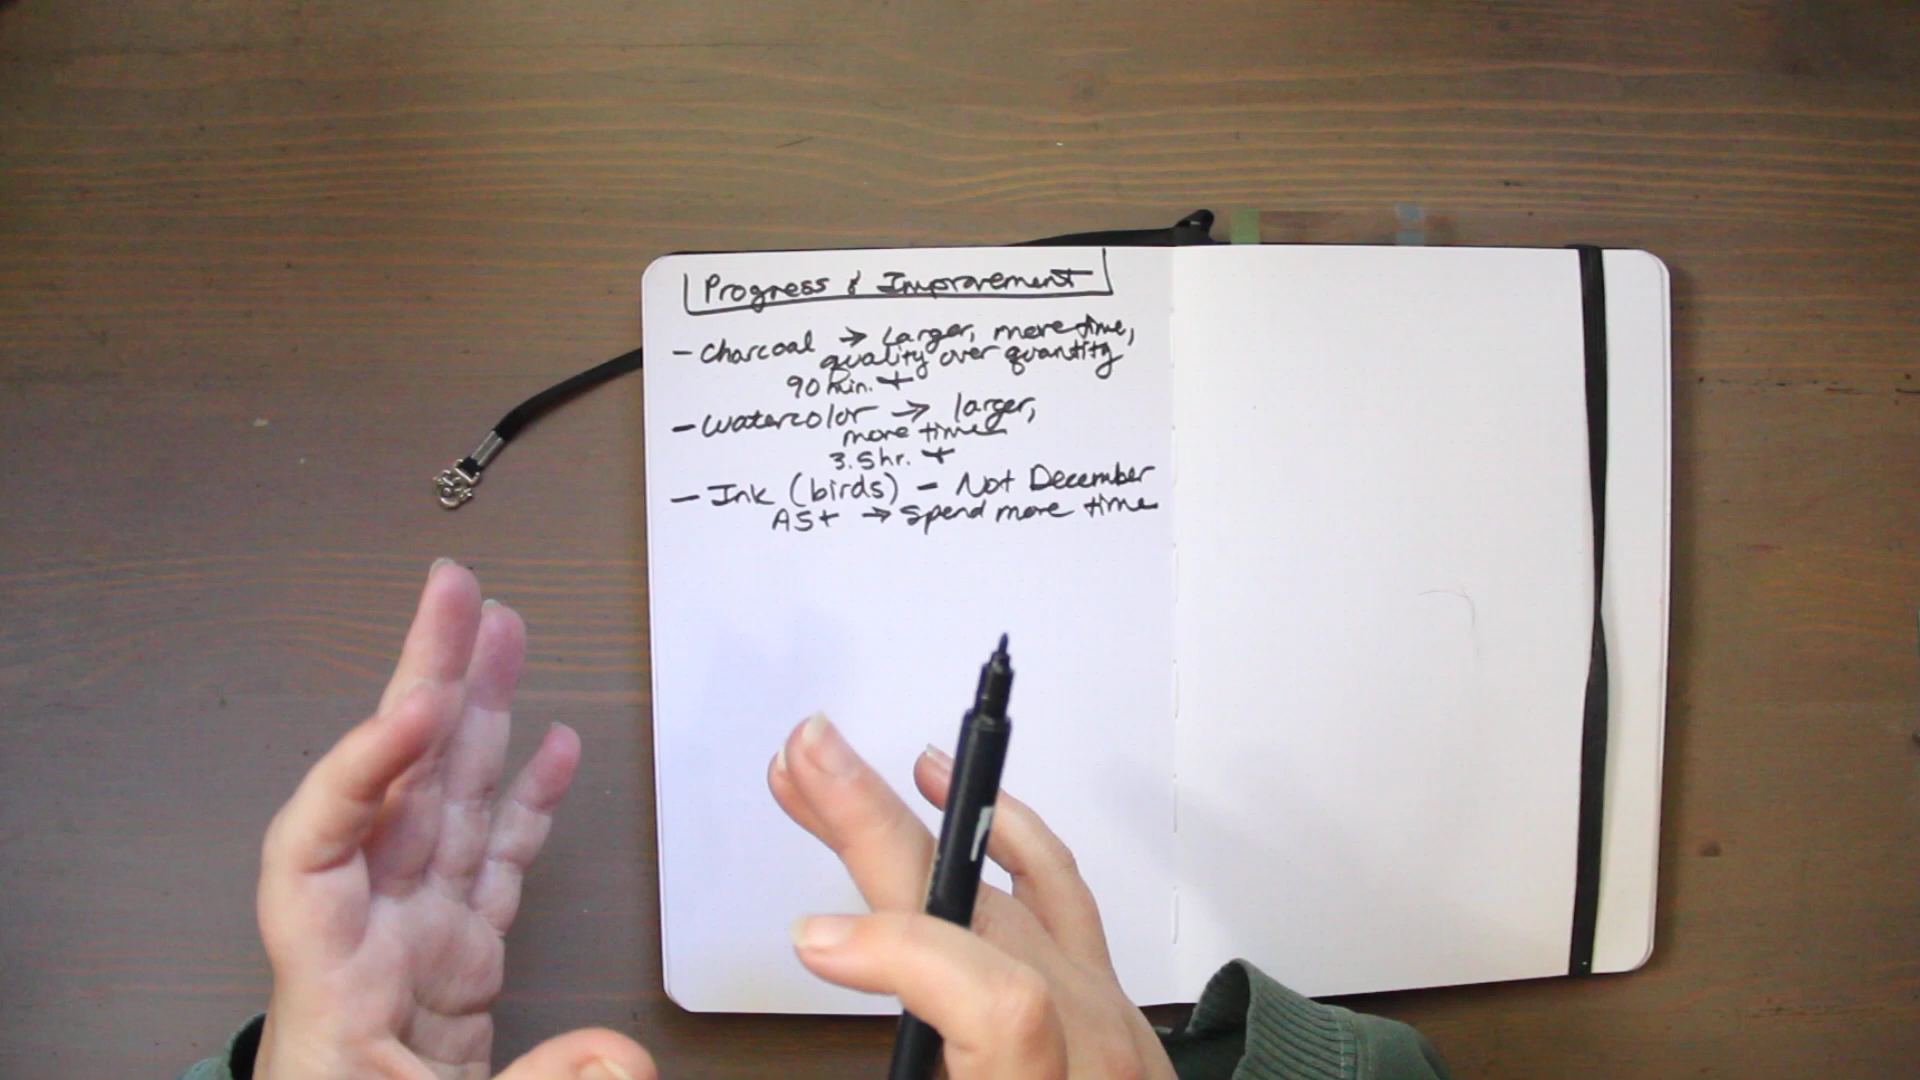 Progress & Improvement
- Charcoal → Larger, more time,
quality over quantity
90 min. +
- Watercolor → larger,
more time
3.5 hr. +
- Ink (birds) - Not December
A5+ → Spend more time